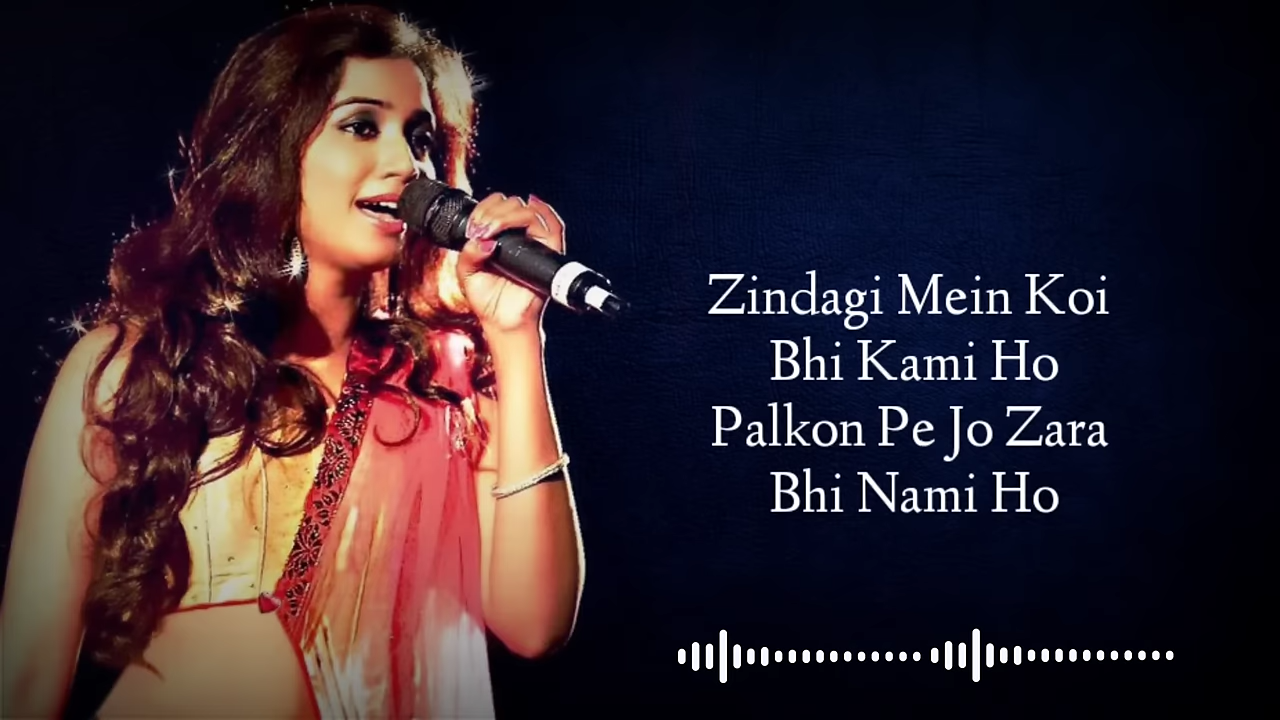 Zindagi Mein Koi
Bhi Kami Ho
Palkon Pe Jo Zara
Bhi Nami Ho